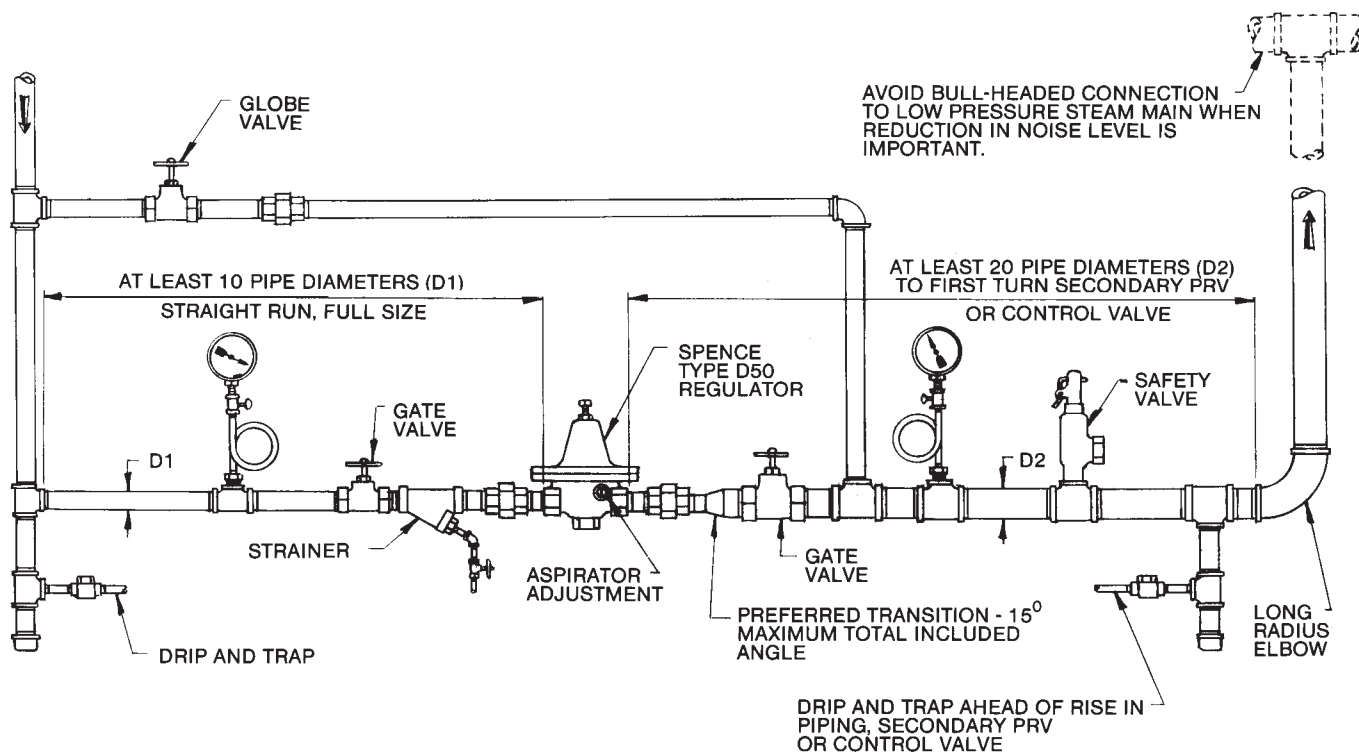 AVOID BULL-HEADED CONNECTION
TO LOW PRESSURE STEAM MAIN WHEN
REDUCTION IN NOISE LEVEL IS
IMPORTANT.
GLOBE
VALVE
AT LEAST 10 PIPE DIAMETERS (D1)
STRAIGHT RUN, FULL SIZE
AT LEAST 20 PIPE DIAMETERS (D2)
TO FIRST TURN SECONDARY PRV
OR CONTROL VALVE
SPENCE
TYPE D50
REGULATOR
SAFETY
VALVE
GATE
VALVE
D1
D2
STRAINER
ASPIRATOR
ADJUSTMENT
GATE
VALVE
PREFERRED TRANSITION - 15⁰
MAXIMUM TOTAL INCLUDED
ANGLE
LONG
RADIUS
ELBOW
DRIP AND TRAP
DRIP AND TRAP AHEAD OF RISE IN
PIPING, SECONDARY PRV
OR CONTROL VALVE